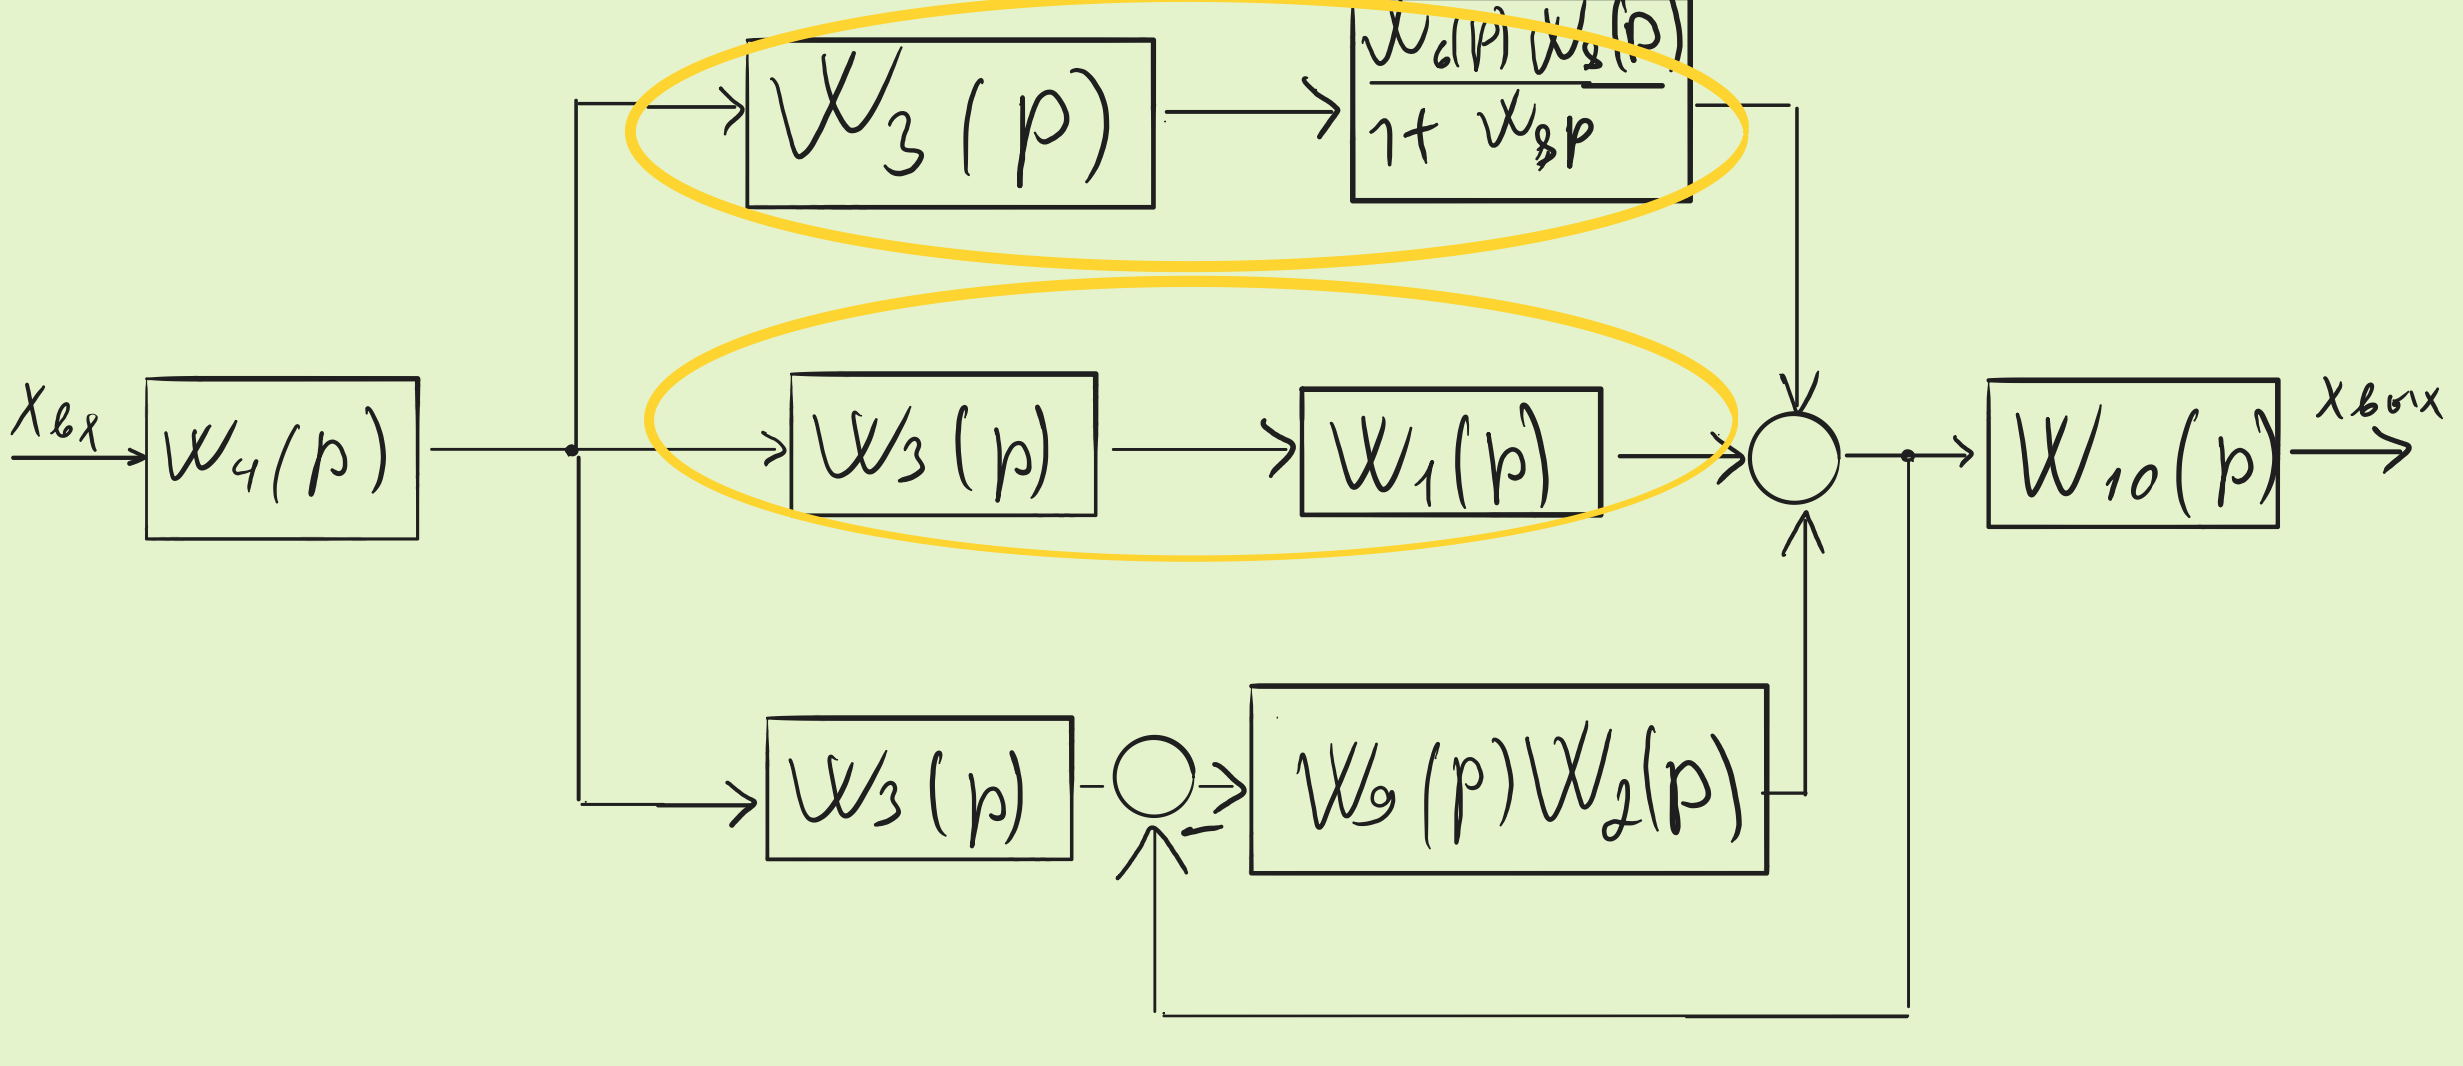 W6(p)W8(p)
W3(p)
1+ W8p
Xвх
W4(p)
W3(p)
W1(p)
W10(p)
Xвых
W3(p)
W9(p)W2(p)